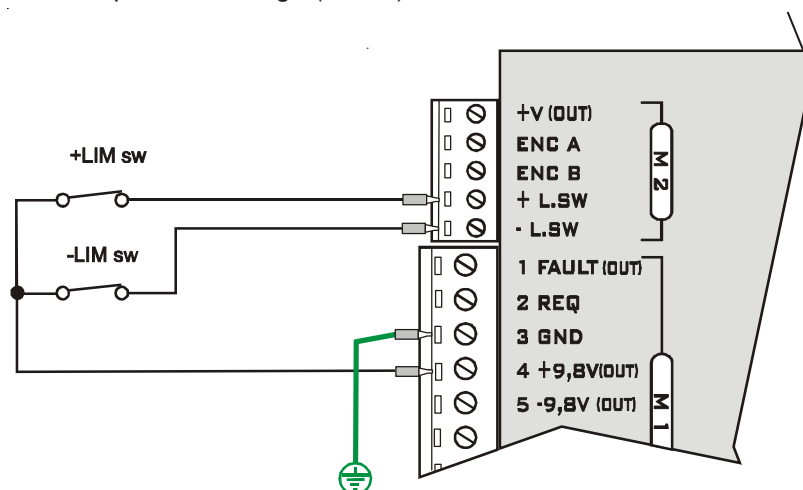 +LIM sw
-LIM sw
+V (OUT)
ENC A
ENC B
+ L.SW
- L.SW
M 2
1 FAULT (OUT)
2 REQ
3 GND
4 +9,8V(OUT)
5 -9,8V (OUT)
M 1